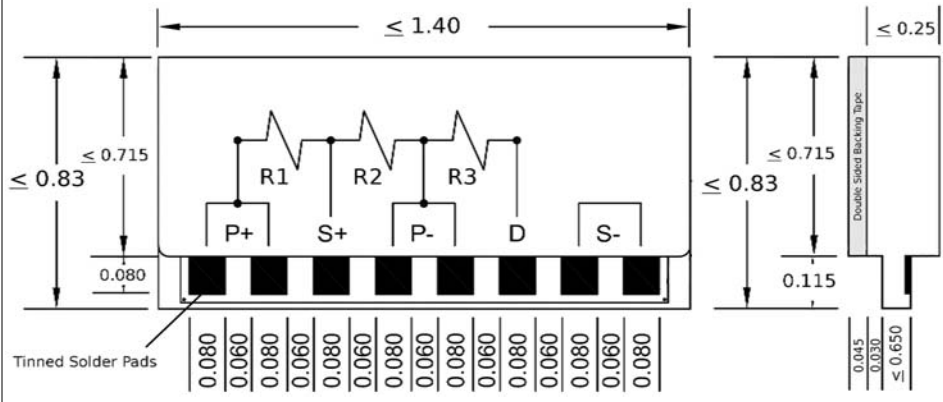 ≤ 1.40
≤ 0.25
≤ 0.715
≤ 0.83
R1 R2 R3
P+ S+ P- D S-
0.080
≤ 0.83
≤ 0.715
0.115
Double Sided Backing Tape
Tinned Solder Pads
0.080 0.060 0.080 0.060 0.080 0.060 0.080 0.060 0.080 0.060 0.080 0.060 0.080 0.060 0.080
0.045 0.030 ≤ 0.650